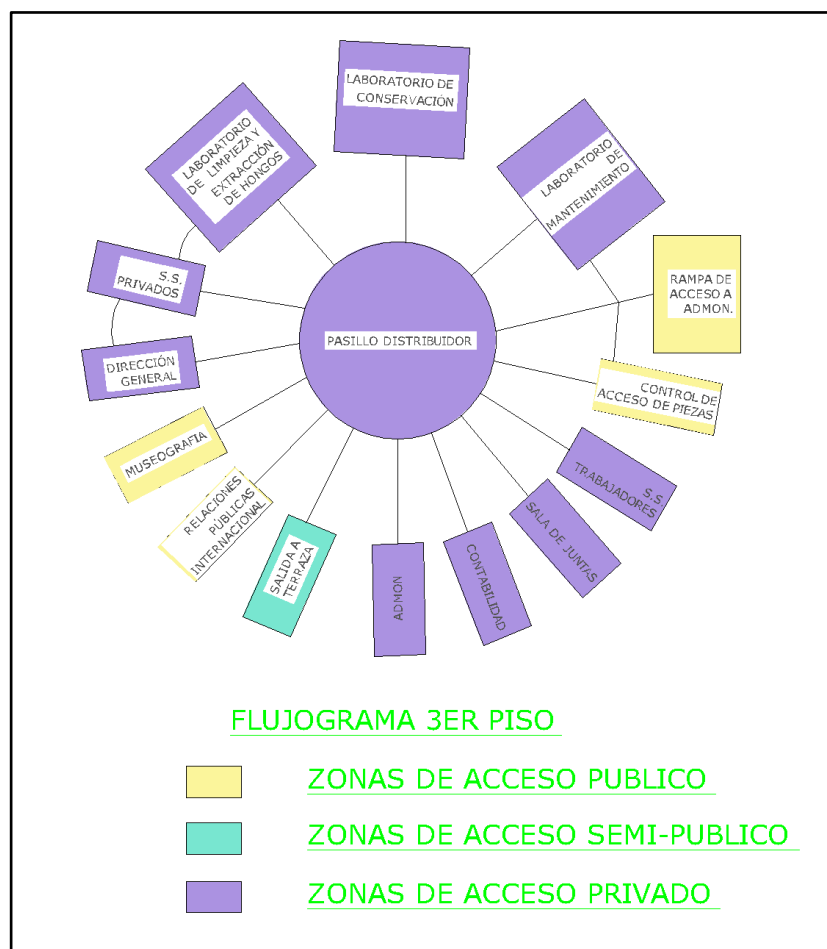 LABORATORIO DE
CONSERVACIÓN
LABORATORIO
DE LIMPIEZA Y
EXTRACCIÓN
DE HONGOS
LABORATORIO
DE
MANTENIMIENTO
S.S.
PRIVADOS
RAMPA DE
ACCESO A
ADMON.
PASILLO DISTRIBUIDOR
DIRECCIÓN
GENERAL
CONTROL DE
ACCESO DE PIEZAS
MUSEOGRAFIA
RELACIONES
PÚBLICAS
INTERNACIONAL
SALIDA A
TERRAZA
ADMON
CONTABILIDAD
SALA DE JUNTAS
S.S.
TRABAJADORES
FLUJOGRAMA 3ER PISO
ZONAS DE ACCESO PUBLICO
ZONAS DE ACCESO SEMI-PUBLICO
ZONAS DE ACCESO PRIVADO